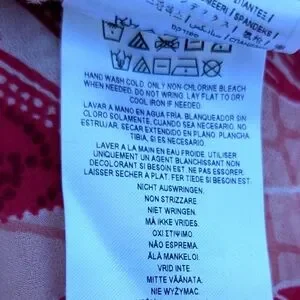 HAND WASH COLD. ONLY NON-CHLORINE BLEACH
WHEN NEEDED. DO NOT WRING. LAY FLAT TO DRY
COOL IRON IF NEEDED.
LAVAR A MANO EN AGUA FRIA. BLANQUEADOR SIN
CLORO SOLAMENTE, CUANDO SEA NECESARIO. NO
ESTRUJAR. SECAR EXTENDIDO EN PLANO. PLANCHA
TIBIA, SI ES NECESARIO.
LAVER A LA MAIN EN EAU FROIDE. UTILISER
UNIQUEMENT UN AGENT BLANCHISSANT NON
DECOLORANT SI BESOIN EST. NE PAS ESSORER.
LAISSER SECHER A PLAT. FER TIEDE SI BESOIN EST.
NICHT AUSWRINGEN.
NON STRIZZARE.
NIET WRINGEN.
MÅ IKKE VRIDES.
NÃO ESPREMA.
ÄLÄ MANKELOI.
VRID INTE
MITTE VÄÄNATA.
NIE WYŻYMAĆ